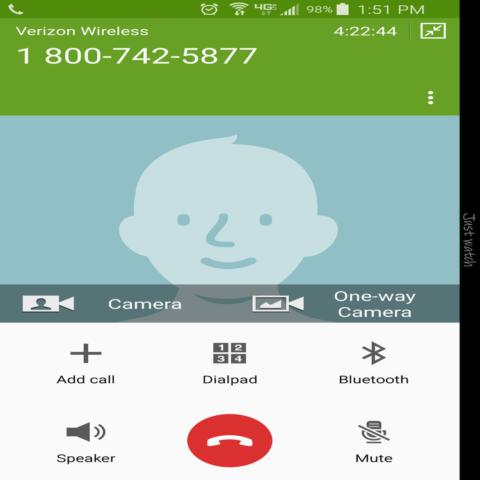 4G 98% 1:51 PM
Verizon Wireless 4:22:44
1 800-742-5877
Camera One-way
Camera
1 2
3 4
Add call Dialpad Bluetooth
Speaker Mute
Just watch